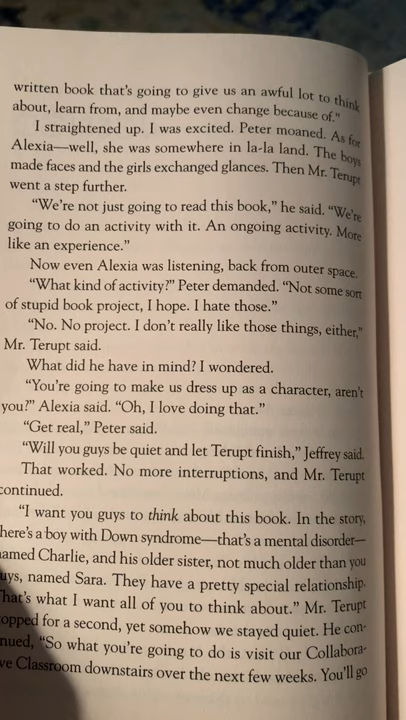 written book that's going to give us an awful lot to think
about, learn from, and maybe even change because of."
I straightened up. I was excited. Peter moaned. As for
Alexia—well, she was somewhere in la-la land. The boys
made faces and the girls exchanged glances. Then Mr. Terupt
went a step further.
"We're not just going to read this book," he said. "We're
going to do an activity with it. An ongoing activity. More
like an experience."
Now even Alexia was listening, back from outer space.
"What kind of activity?" Peter demanded. "Not some sort
of stupid book project, I hope. I hate those."
"No. No project. I don't really like those things, either,"
Mr. Terupt said.
What did he have in mind? I wondered.
"You're going to make us dress up as a character, aren't
you?" Alexia said. "Oh, I love doing that."
"Get real," Peter said.
"Will you guys be quiet and let Terupt finish," Jeffrey said.
That worked. No more interruptions, and Mr. Terupt
continued.
"I want you guys to think about this book. In the story,
here's a boy with Down syndrome—that's a mental disorder—
amed Charlie, and his older sister, not much older than you
uys, named Sara. They have a pretty special relationship.
hat's what I want all of you to think about." Mr. Terupt
opped for a second, yet somehow we stayed quiet. He con-
nued, "So what you're going to do is visit our Collabora-
ve Classroom downstairs over the next few weeks. You'll go